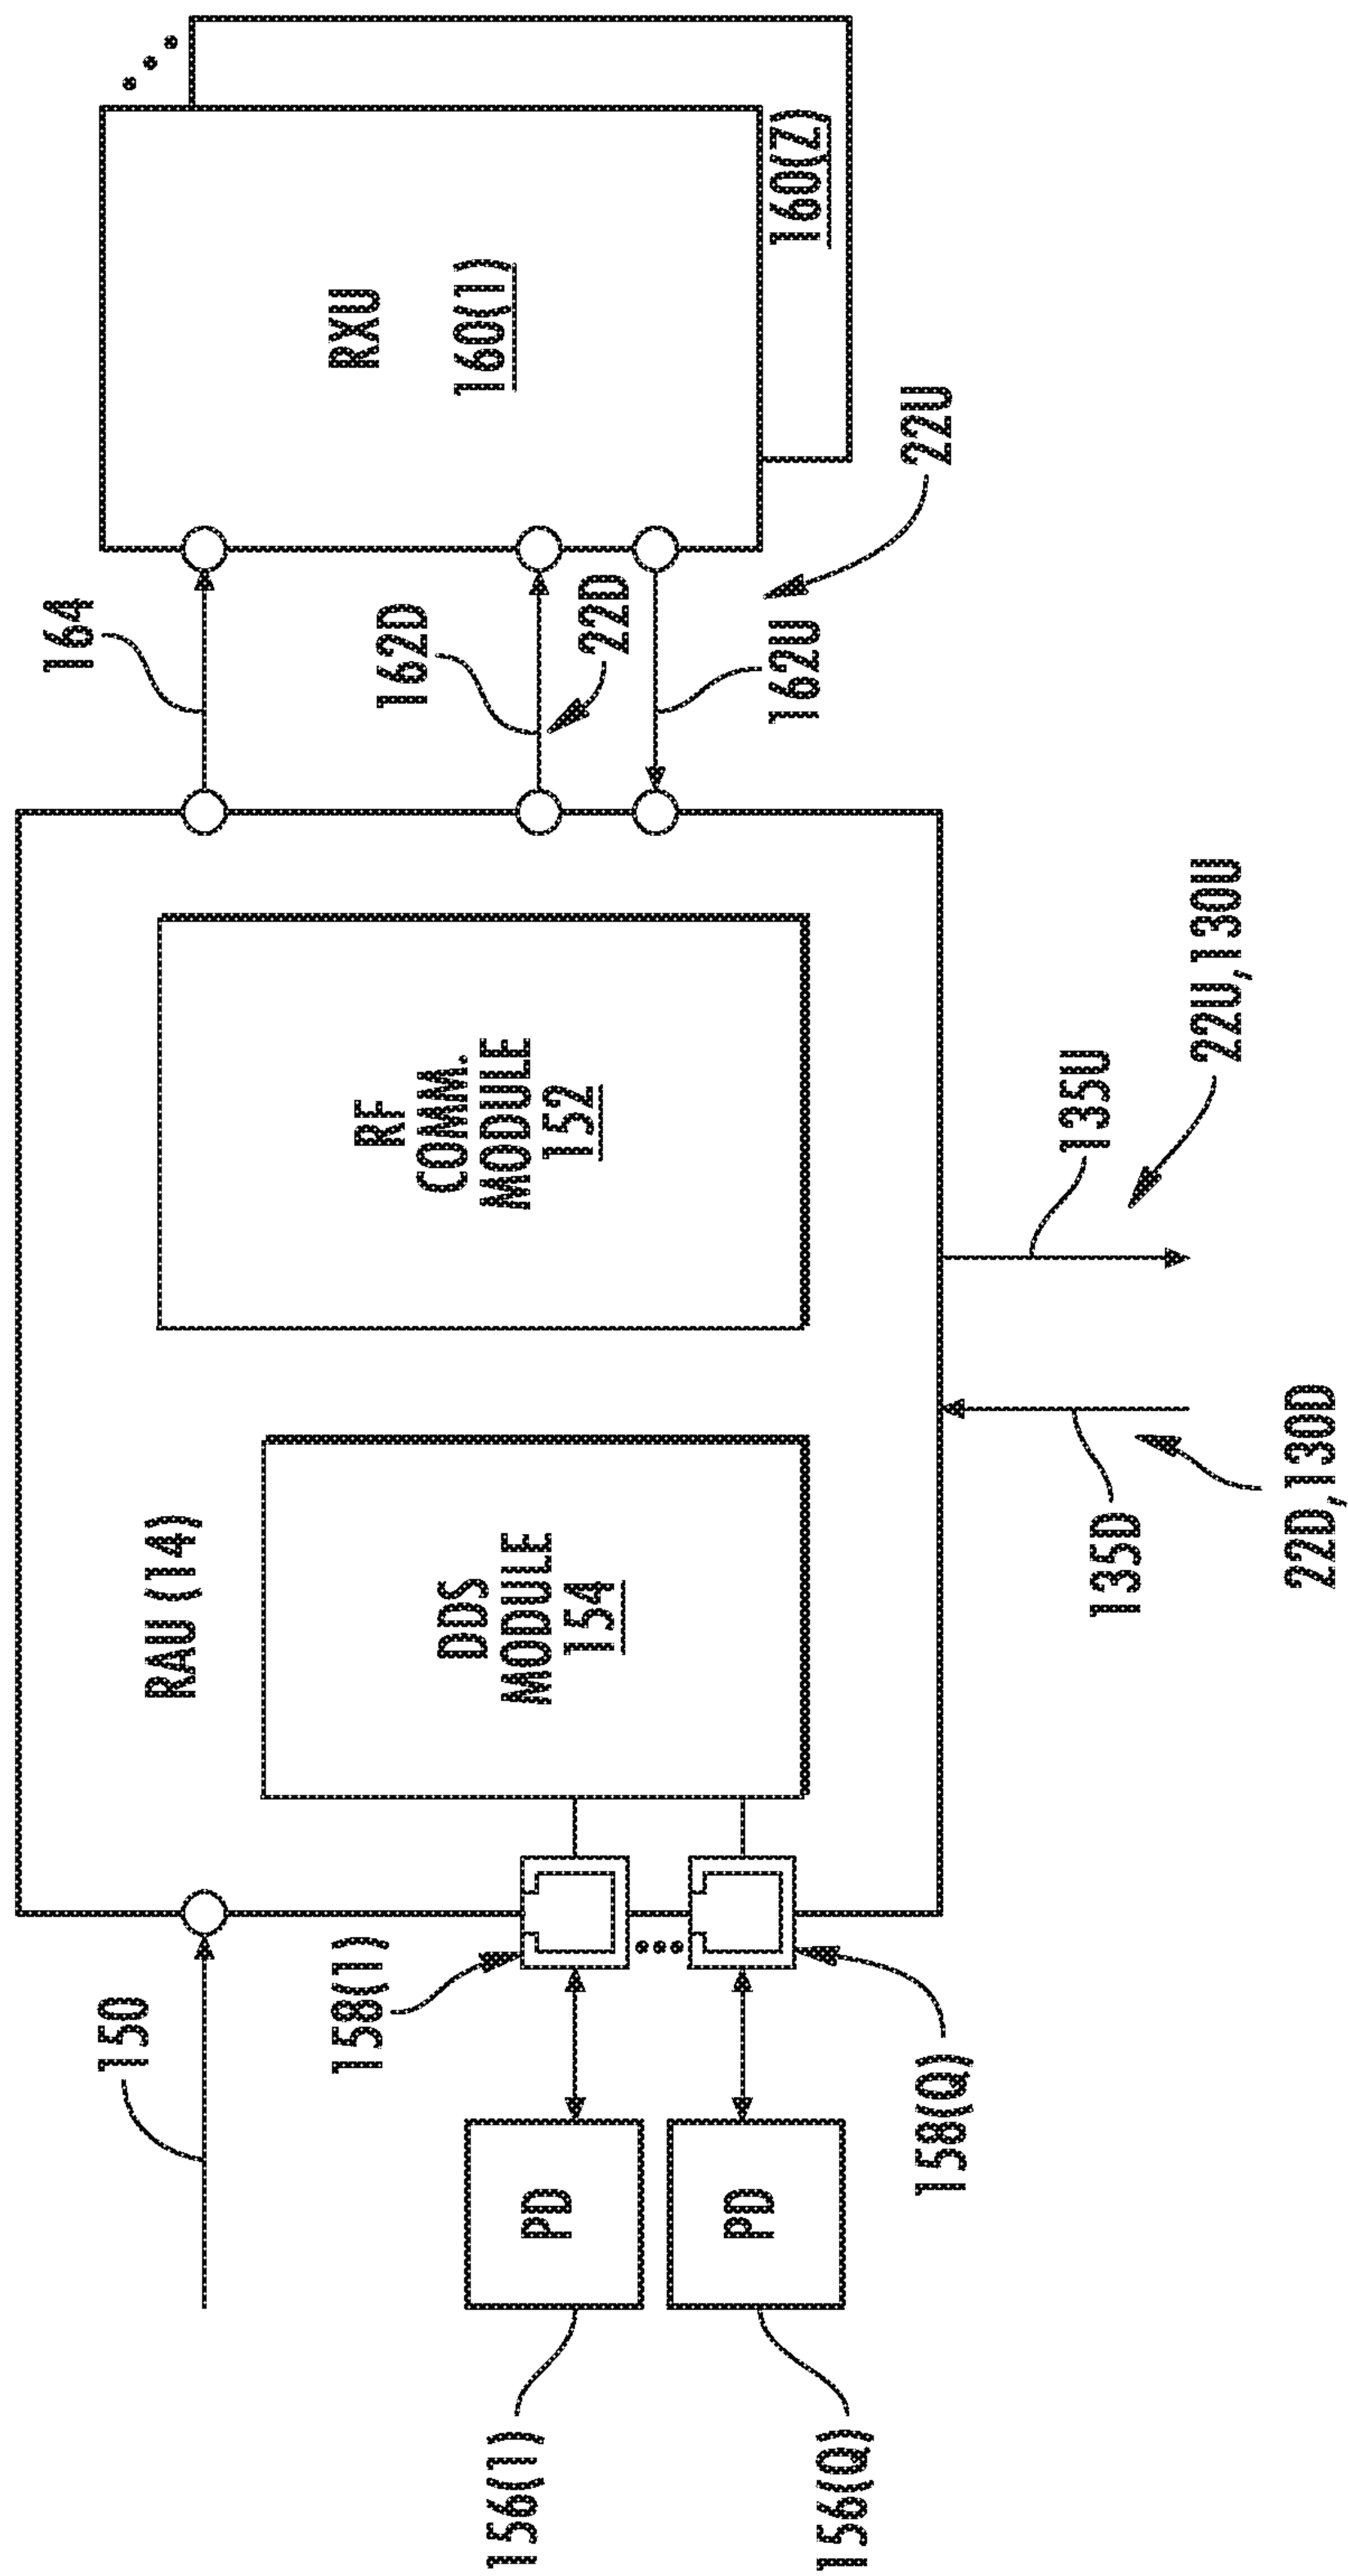 150
156(1)
156(Q)
PD
PD
158(1)
158(Q)
RAU (14)
DDS
MODULE
154
RF
COMM.
MODULE
152
135D
22D,130D
135U
22U,130U
164
162D
22D
162U
22U
RXU
160(1)
160(Z)